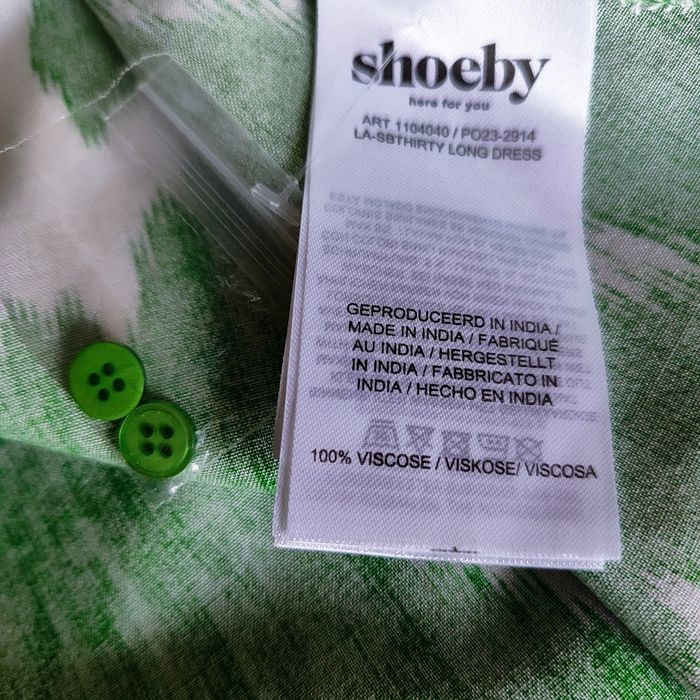 shoeby
here for you
ART 1104040 / PO23-2914
LA-SBTHIRTY LONG DRESS
GEPRODUCEERD IN INDIA /
MADE IN INDIA / FABRIQUÉ
AU INDIA / HERGESTELLT
IN INDIA / FABBRICATO IN
INDIA / HECHO EN INDIA
100% VISCOSE / VISKOSE/ VISCOSA